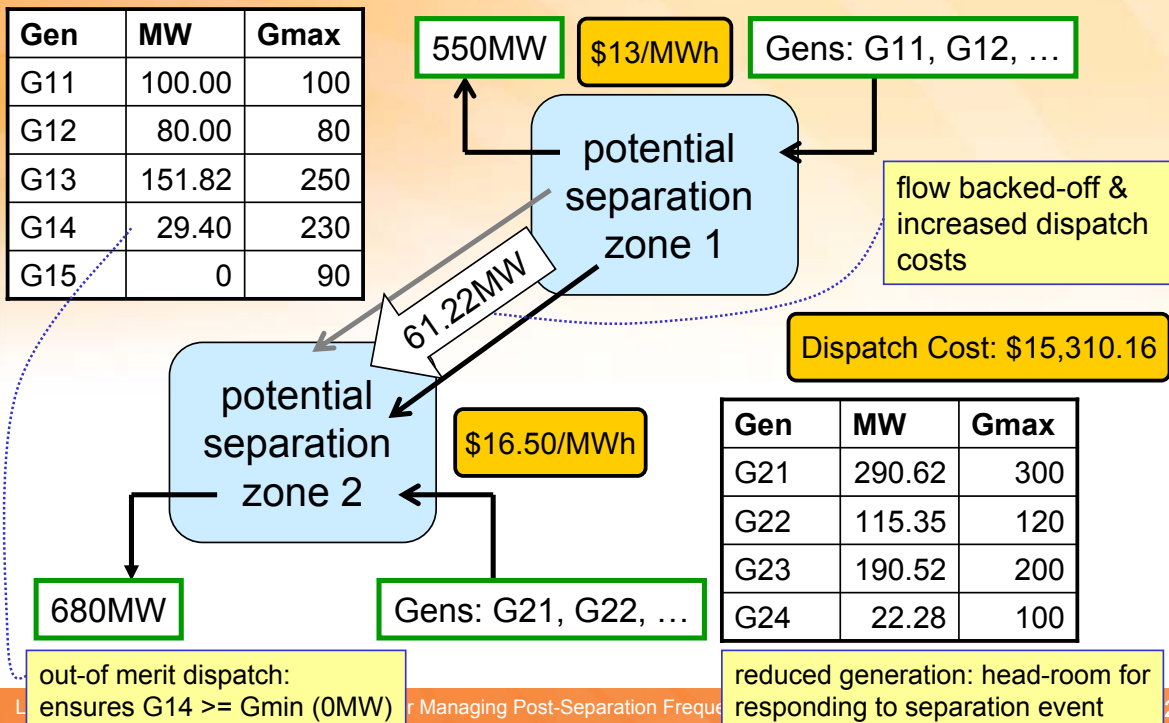 Gen MW Gmax
G11 100.00 100
G12 80.00 80
G13 151.82 250
G14 29.40 230
G15 0 90
550MW
$13/MWh
Gens: G11, G12, …
potential
separation
zone 1
flow backed-off &
increased dispatch
costs
61.22MW
Dispatch Cost: $15,310.16
potential
separation
zone 2
$16.50/MWh
Gen MW Gmax
G21 290.62 300
G22 115.35 120
G23 190.52 200
G24 22.28 100
680MW
Gens: G21, G22, …
out-of merit dispatch:
ensures G14 >= Gmin (0MW)
reduced generation: head-room for
responding to separation event
Managing Post-Separation